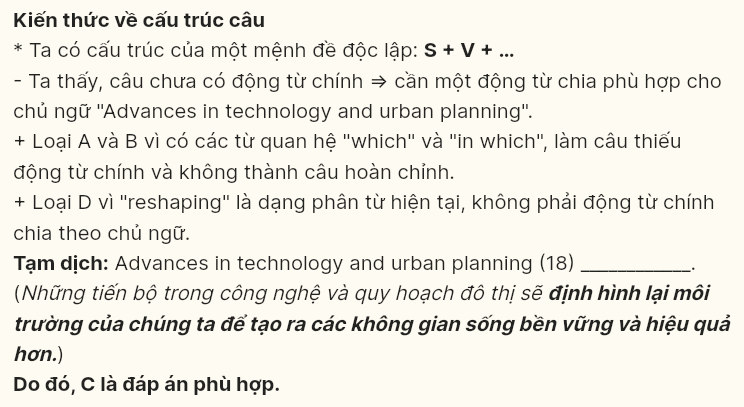 Kiến thức về cấu trúc câu
* Ta có cấu trúc của một mệnh đề độc lập: S + V + ...
- Ta thấy, câu chưa có động từ chính ⇒ cần một động từ chia phù hợp cho
chủ ngữ "Advances in technology and urban planning".
+ Loại A và B vì có các từ quan hệ "which" và "in which", làm câu thiếu
động từ chính và không thành câu hoàn chỉnh.
+ Loại D vì "reshaping" là dạng phân từ hiện tại, không phải động từ chính
chia theo chủ ngữ.
Tạm dịch: Advances in technology and urban planning (18) ____________.
(Những tiến bộ trong công nghệ và quy hoạch đô thị sẽ định hình lại môi
trường của chúng ta để tạo ra các không gian sống bền vững và hiệu quả
hơn.)
Do đó, C là đáp án phù hợp.